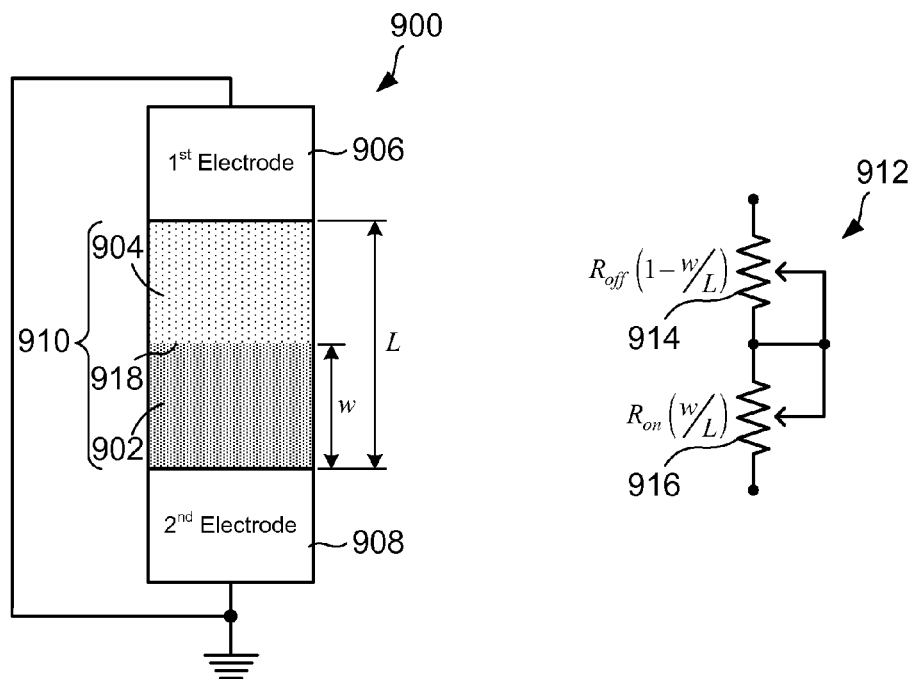 900
1st Electrode
906
904
910
918
902
L
w
2nd Electrode
908
912
R_off (1 − w/L)
914
R_on (w/L)
916